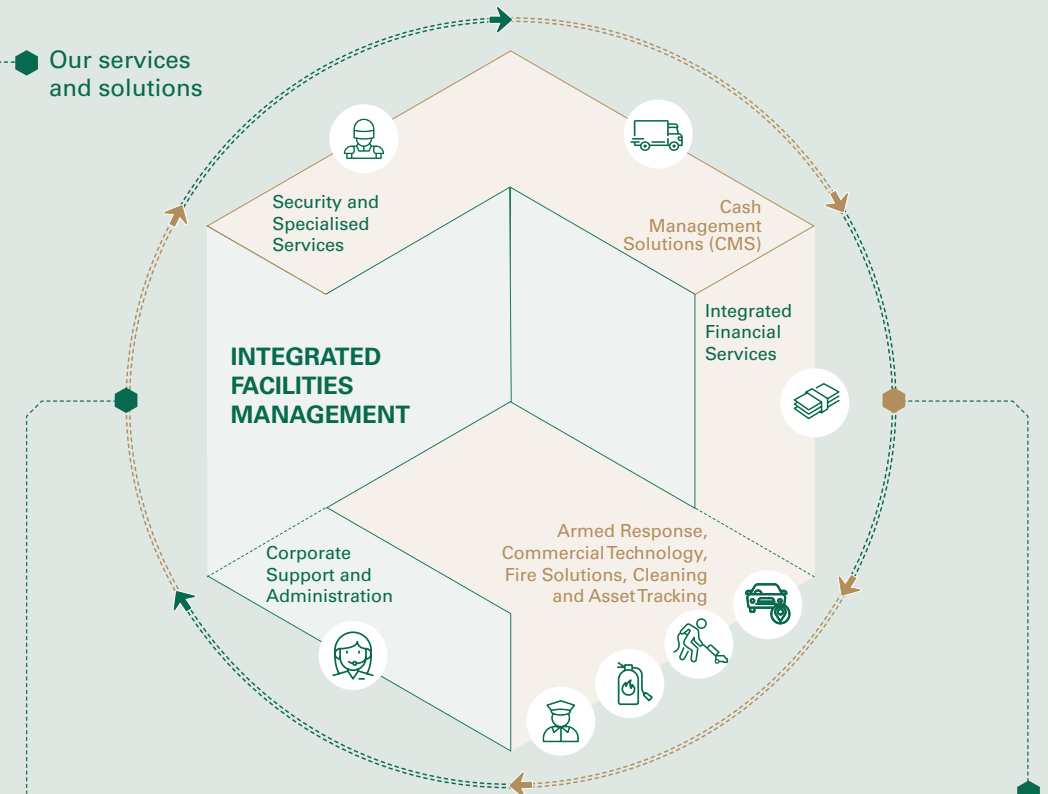 Our services
and solutions
Security and
Specialised
Services
Cash
Management
Solutions (CMS)
Integrated
Financial
Services
INTEGRATED
FACILITIES
MANAGEMENT
Corporate
Support and
Administration
Armed Response,
Commercial Technology,
Fire Solutions, Cleaning
and Asset Tracking